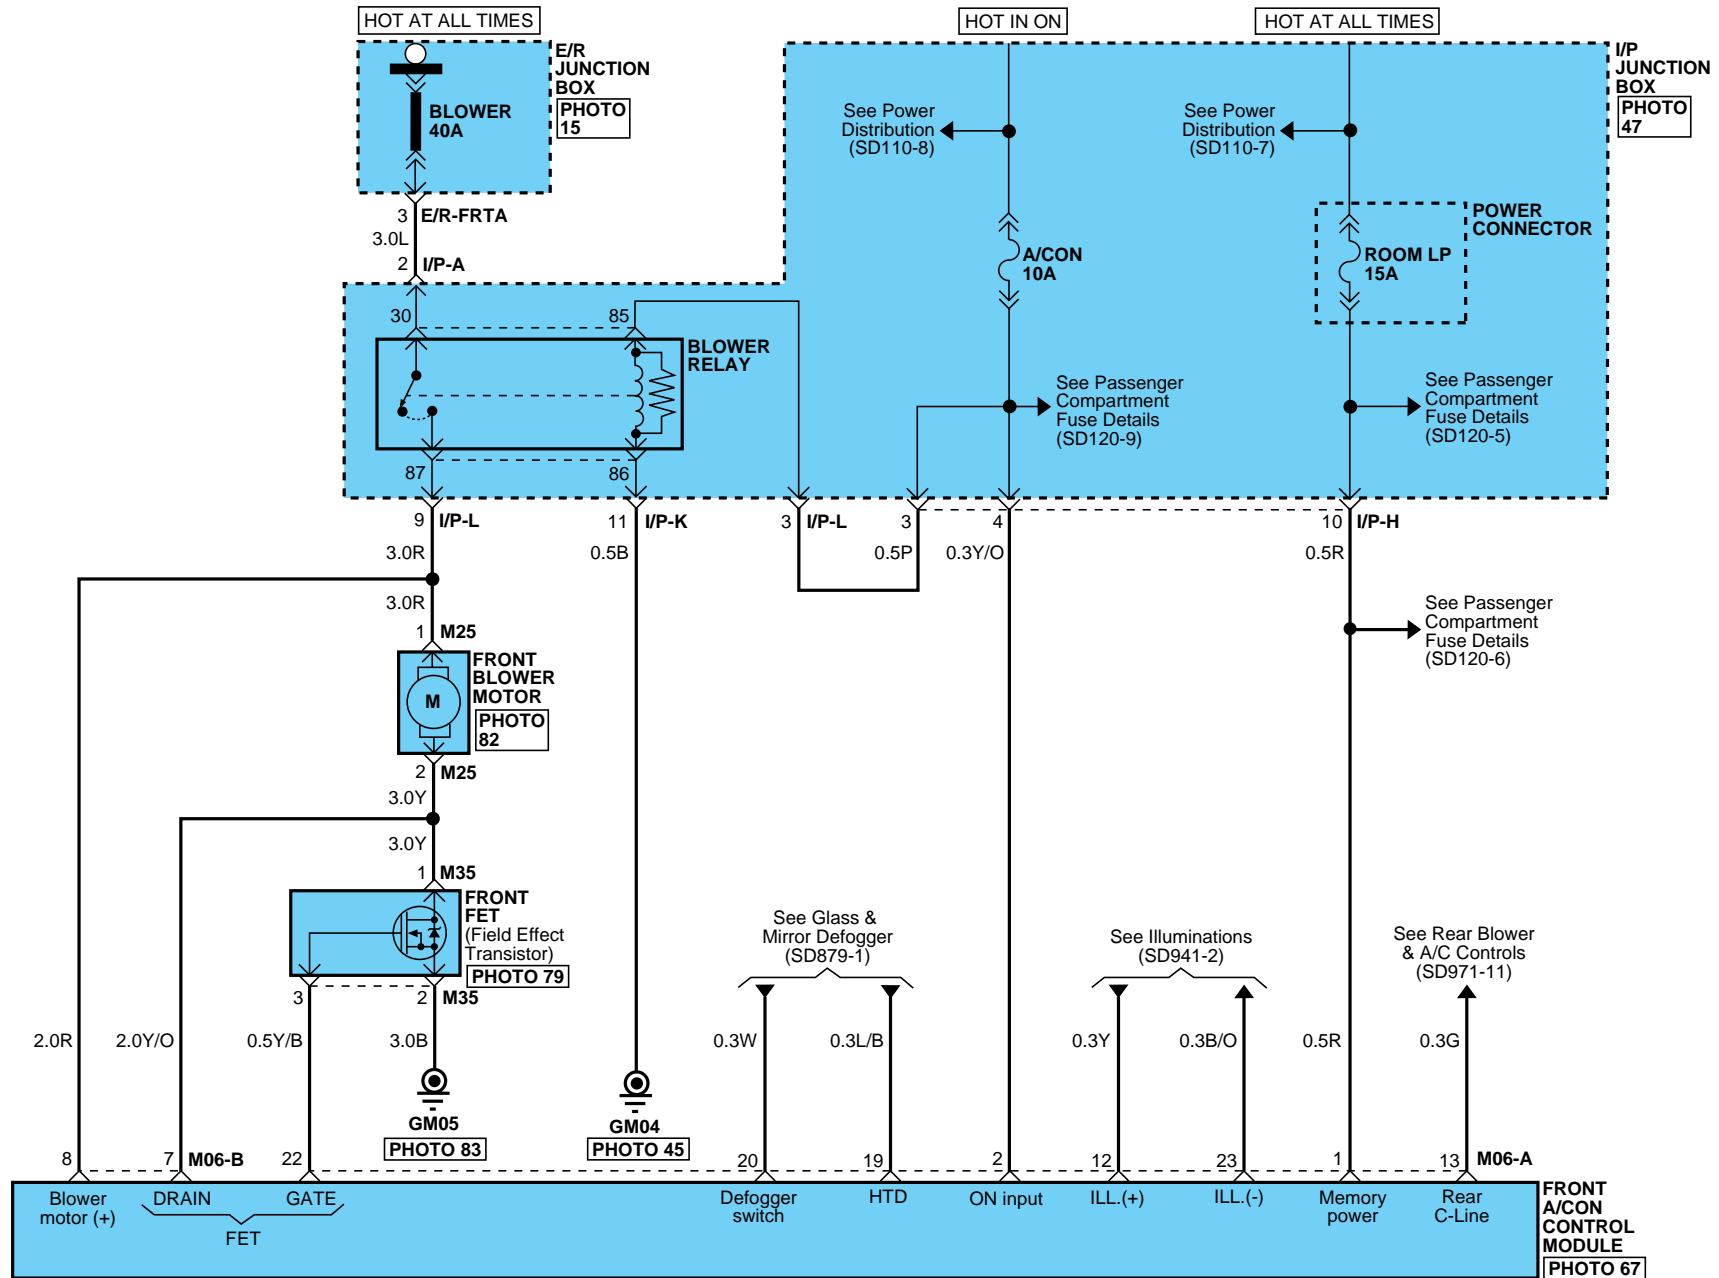 HOT AT ALL TIMES
HOT IN ON
HOT AT ALL TIMES
E/R
JUNCTION
BOX
PHOTO
15
BLOWER
40A
I/P
JUNCTION
BOX
PHOTO
47
See Power
Distribution
(SD110-8)
See Power
Distribution
(SD110-7)
3 E/R-FRTA
3.0L
2 I/P-A
POWER
CONNECTOR
A/CON
10A
ROOM LP
15A
30
85
BLOWER
RELAY
See Passenger
Compartment
Fuse Details
(SD120-9)
See Passenger
Compartment
Fuse Details
(SD120-5)
87
86
9 I/P-L
11 I/P-K
3 I/P-L
3
4
10 I/P-H
3.0R
0.5B
0.5P
0.3Y/O
0.5R
3.0R
See Passenger
Compartment
Fuse Details
(SD120-6)
1 M25
FRONT
BLOWER
MOTOR
PHOTO
82
M
2 M25
3.0Y
3.0Y
1 M35
FRONT
FET
(Field Effect
Transistor)
PHOTO 79
3
2 M35
See Glass &
Mirror Defogger
(SD879-1)
See Illuminations
(SD941-2)
See Rear Blower
& A/C Controls
(SD971-11)
2.0R
2.0Y/O
0.5Y/B
3.0B
0.3W
0.3L/B
0.3Y
0.3B/O
0.5R
0.3G
GM05
PHOTO 83
GM04
PHOTO 45
8
7 M06-B
22
20
19
2
12
23
1
13 M06-A
Blower
motor (+)
DRAIN
GATE
FET
Defogger
switch
HTD
ON input
ILL.(+)
ILL.(-)
Memory
power
Rear
C-Line
FRONT
A/CON
CONTROL
MODULE
PHOTO 67